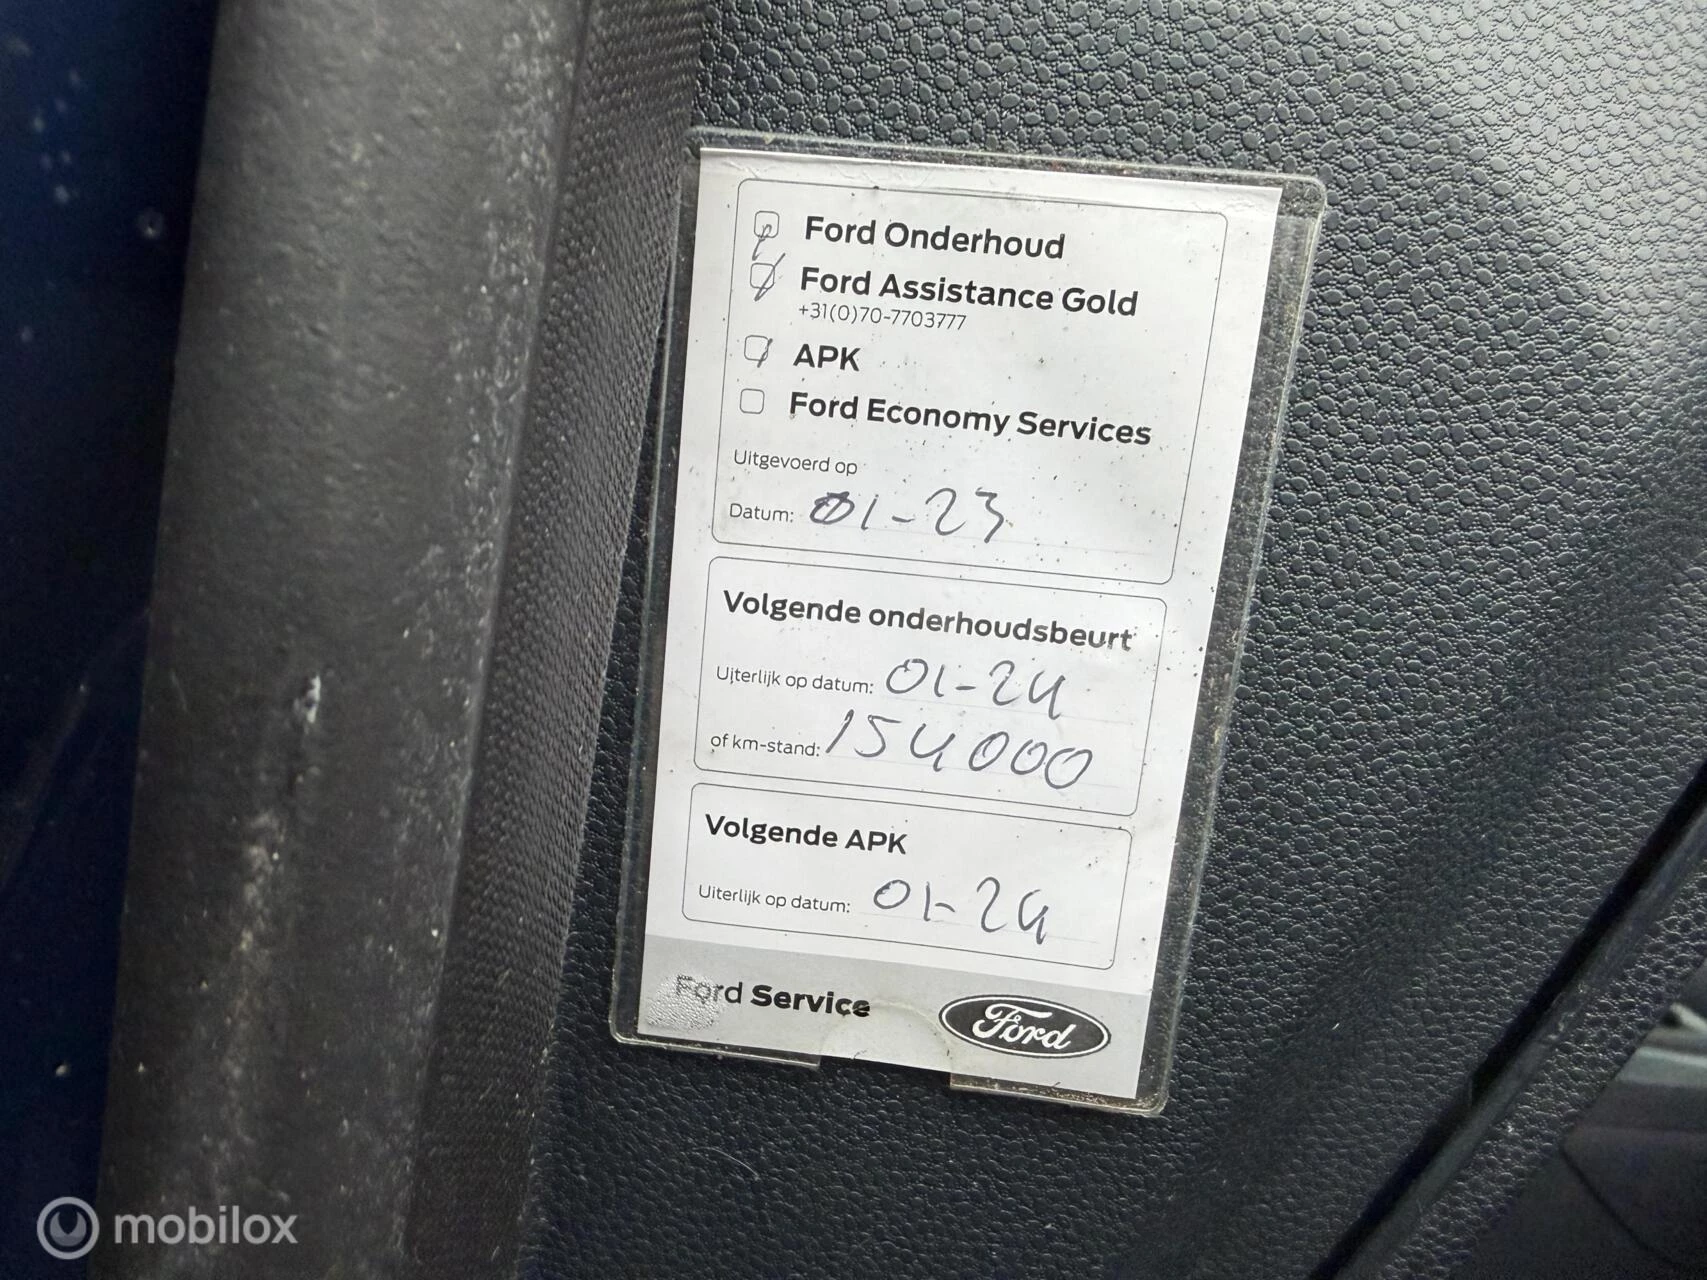 Ford Onderhoud
Ford Assistance Gold
+31(0)70-7703777
APK
Ford Economy Services
Uitgevoerd op
Datum: 01-23
Volgende onderhoudsbeurt
Uiterlijk op datum: 01-24
of km-stand: 154000
Volgende APK
Uiterlijk op datum: 01-24
Ford Service
Ford
mobilox